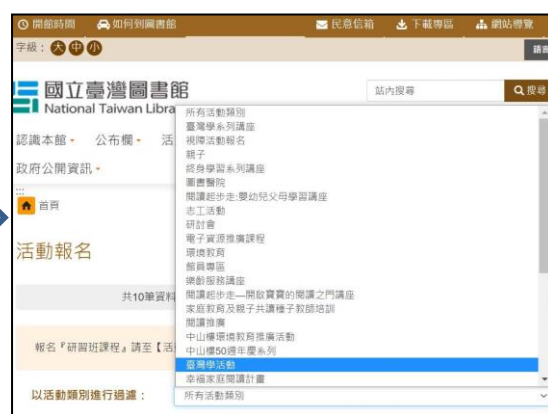 開館時間 如何到圖書館 民意信箱 下載專區 網站導覽
字級： 大 中 小 語言
國立臺灣圖書館
National Taiwan Libra
站內搜尋 搜尋
認識本館 公布欄 活
政府公開資訊
:::
首頁
活動報名
共10筆資料
報名『研習班課程』請至【活
以活動類別進行過濾：
所有活動類別
臺灣學系列講座
視障活動報名
親子
終身學習系列講座
圖書醫院
閱讀起步走:嬰幼兒父母學習講座
志工活動
研討會
電子資源推廣課程
環境教育
館員專區
樂齡服務講座
閱讀起步走—開啟寶寶的閱讀之門講座
家庭教育及親子共讀種子教師培訓
閱讀推廣
中山樓環境教育推廣活動
中山樓50週年慶系列
臺灣學活動
幸福家庭閱讀計畫
所有活動類別